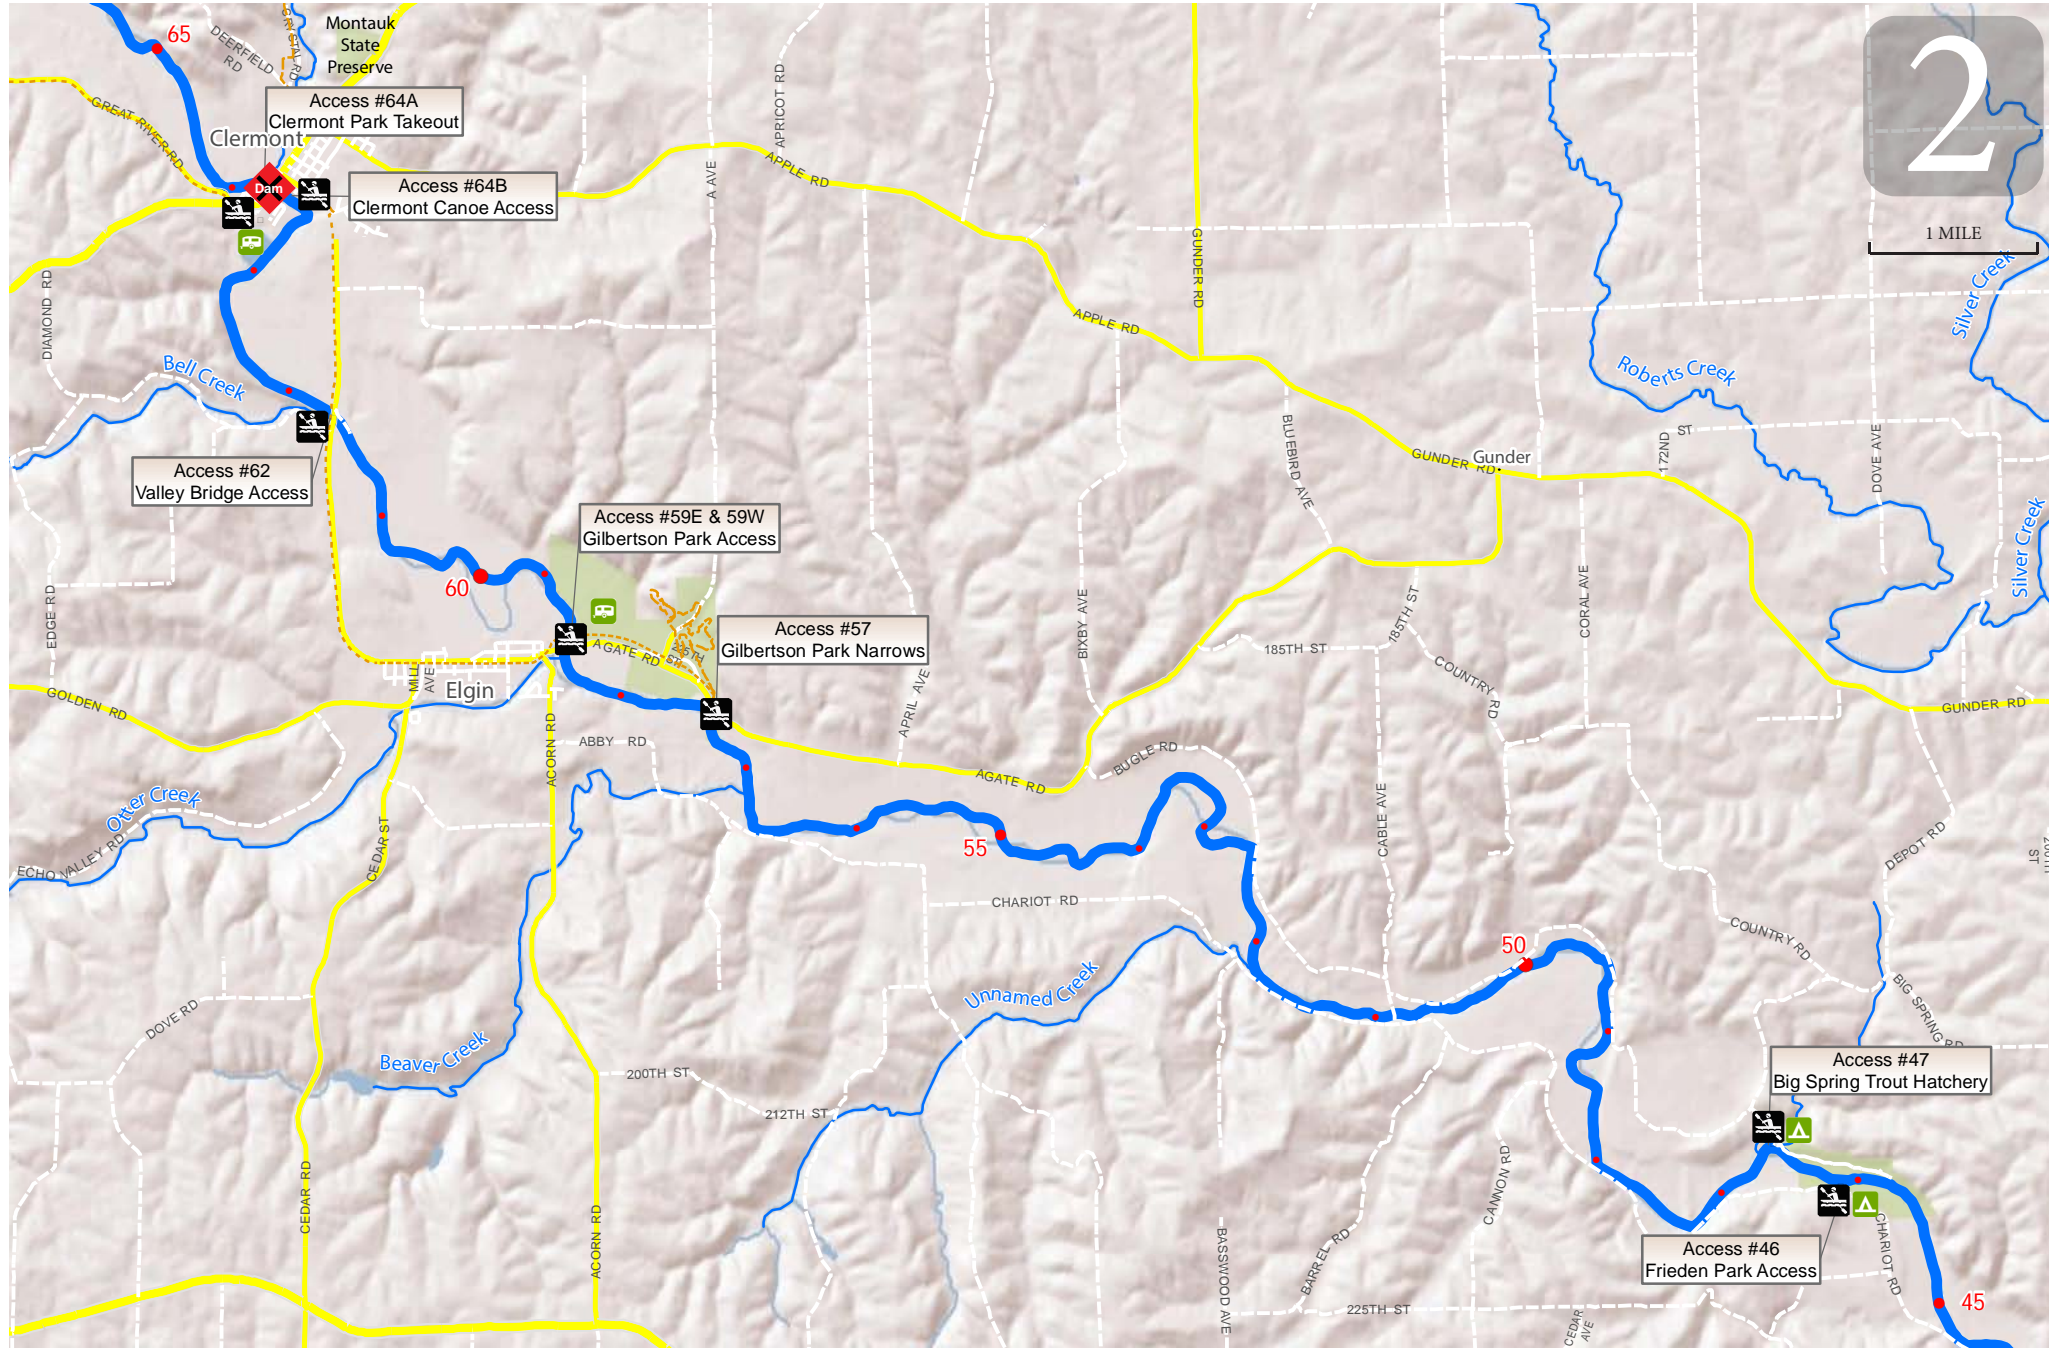 65
DEERFIELD
RD
CRYSTAL RD
Montauk
State
Preserve
2
1 MILE
GREAT RIVER RD
Clermont
Access #64A
Clermont Park Takeout
Dam
Access #64B
Clermont Canoe Access
A AVE
APRICOT RD
APPLE RD
GUNDER RD
Silver Creek
DIAMOND RD
Bell Creek
APPLE RD
Roberts Creek
Access #62
Valley Bridge Access
BLUEBIRD AVE
GUNDER RD
Gunder
172ND
ST
DOVE AVE
Silver Creek
Access #59E & 59W
Gilbertson Park Access
60
EDGE RD
Access #57
Gilbertson Park Narrows
AGATE RD
ST
BIXBY AVE
185TH ST
185TH ST
CORAL AVE
COUNTRY
RD
MILL
AVE
Elgin
GOLDEN RD
APRIL AVE
GUNDER RD
ACORN RD
ABBY RD
BUGLE RD
AGATE RD
Otter Creek
ECHO VALLEY RD
CEDAR ST
55
CABLE AVE
DEPOT RD
ST
CHARIOT RD
50
COUNTRY RD
Unnamed Creek
BIG SPRING RD
DOVE RD
Beaver Creek
200TH ST
212TH ST
Access #47
Big Spring Trout Hatchery
CEDAR RD
ACORN RD
BASSWOOD AVE
BARREL RD
CANNON RD
CHARIOT RD
Access #46
Frieden Park Access
225TH ST
CEDAR
AVE
45